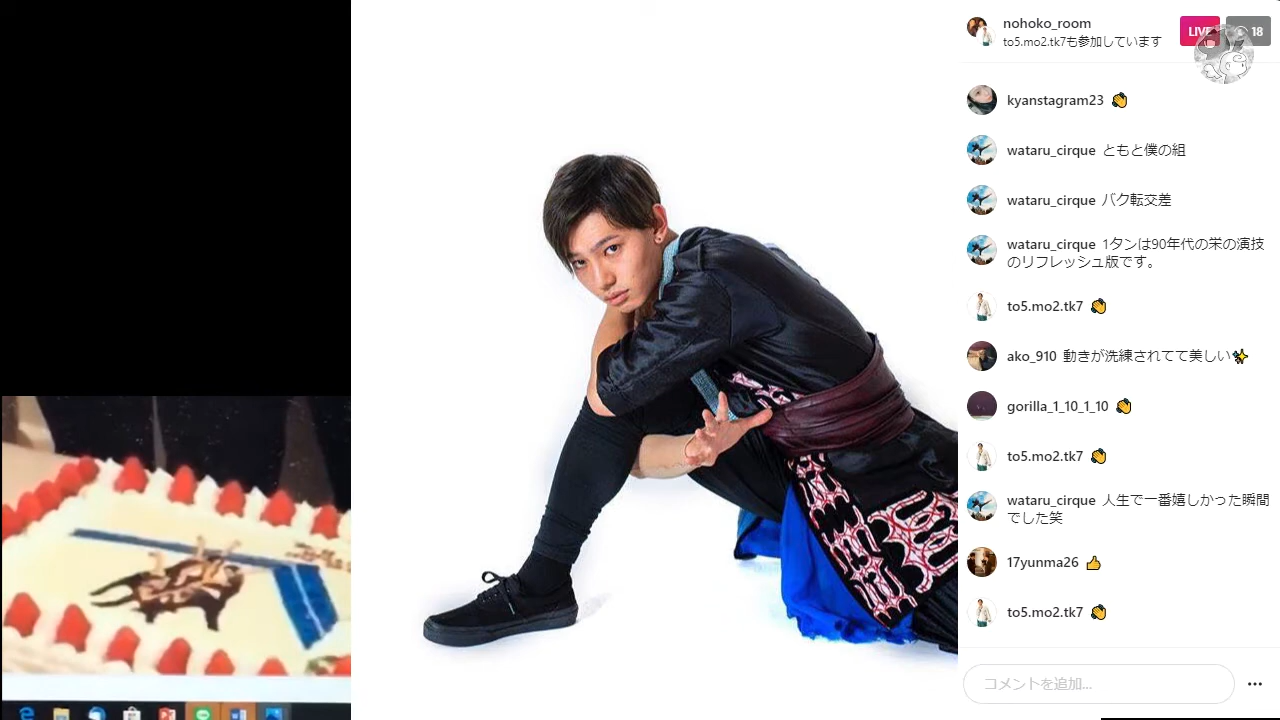 nohoko_room
to5.mo2.tk7も参加しています
LIVE
18
kyanstagram23 👏
wataru_cirque ともと僕の組
wataru_cirque バク転交差
wataru_cirque 1タンは90年代の栄の演技
のリフレッシュ版です。
to5.mo2.tk7 👏
ako_910 動きが洗練されてて美しい✨
gorilla_1_10_1_10 👏
to5.mo2.tk7 👏
wataru_cirque 人生で一番嬉しかった瞬間
でした笑
17yunma26 👍
to5.mo2.tk7 👏
コメントを追加...